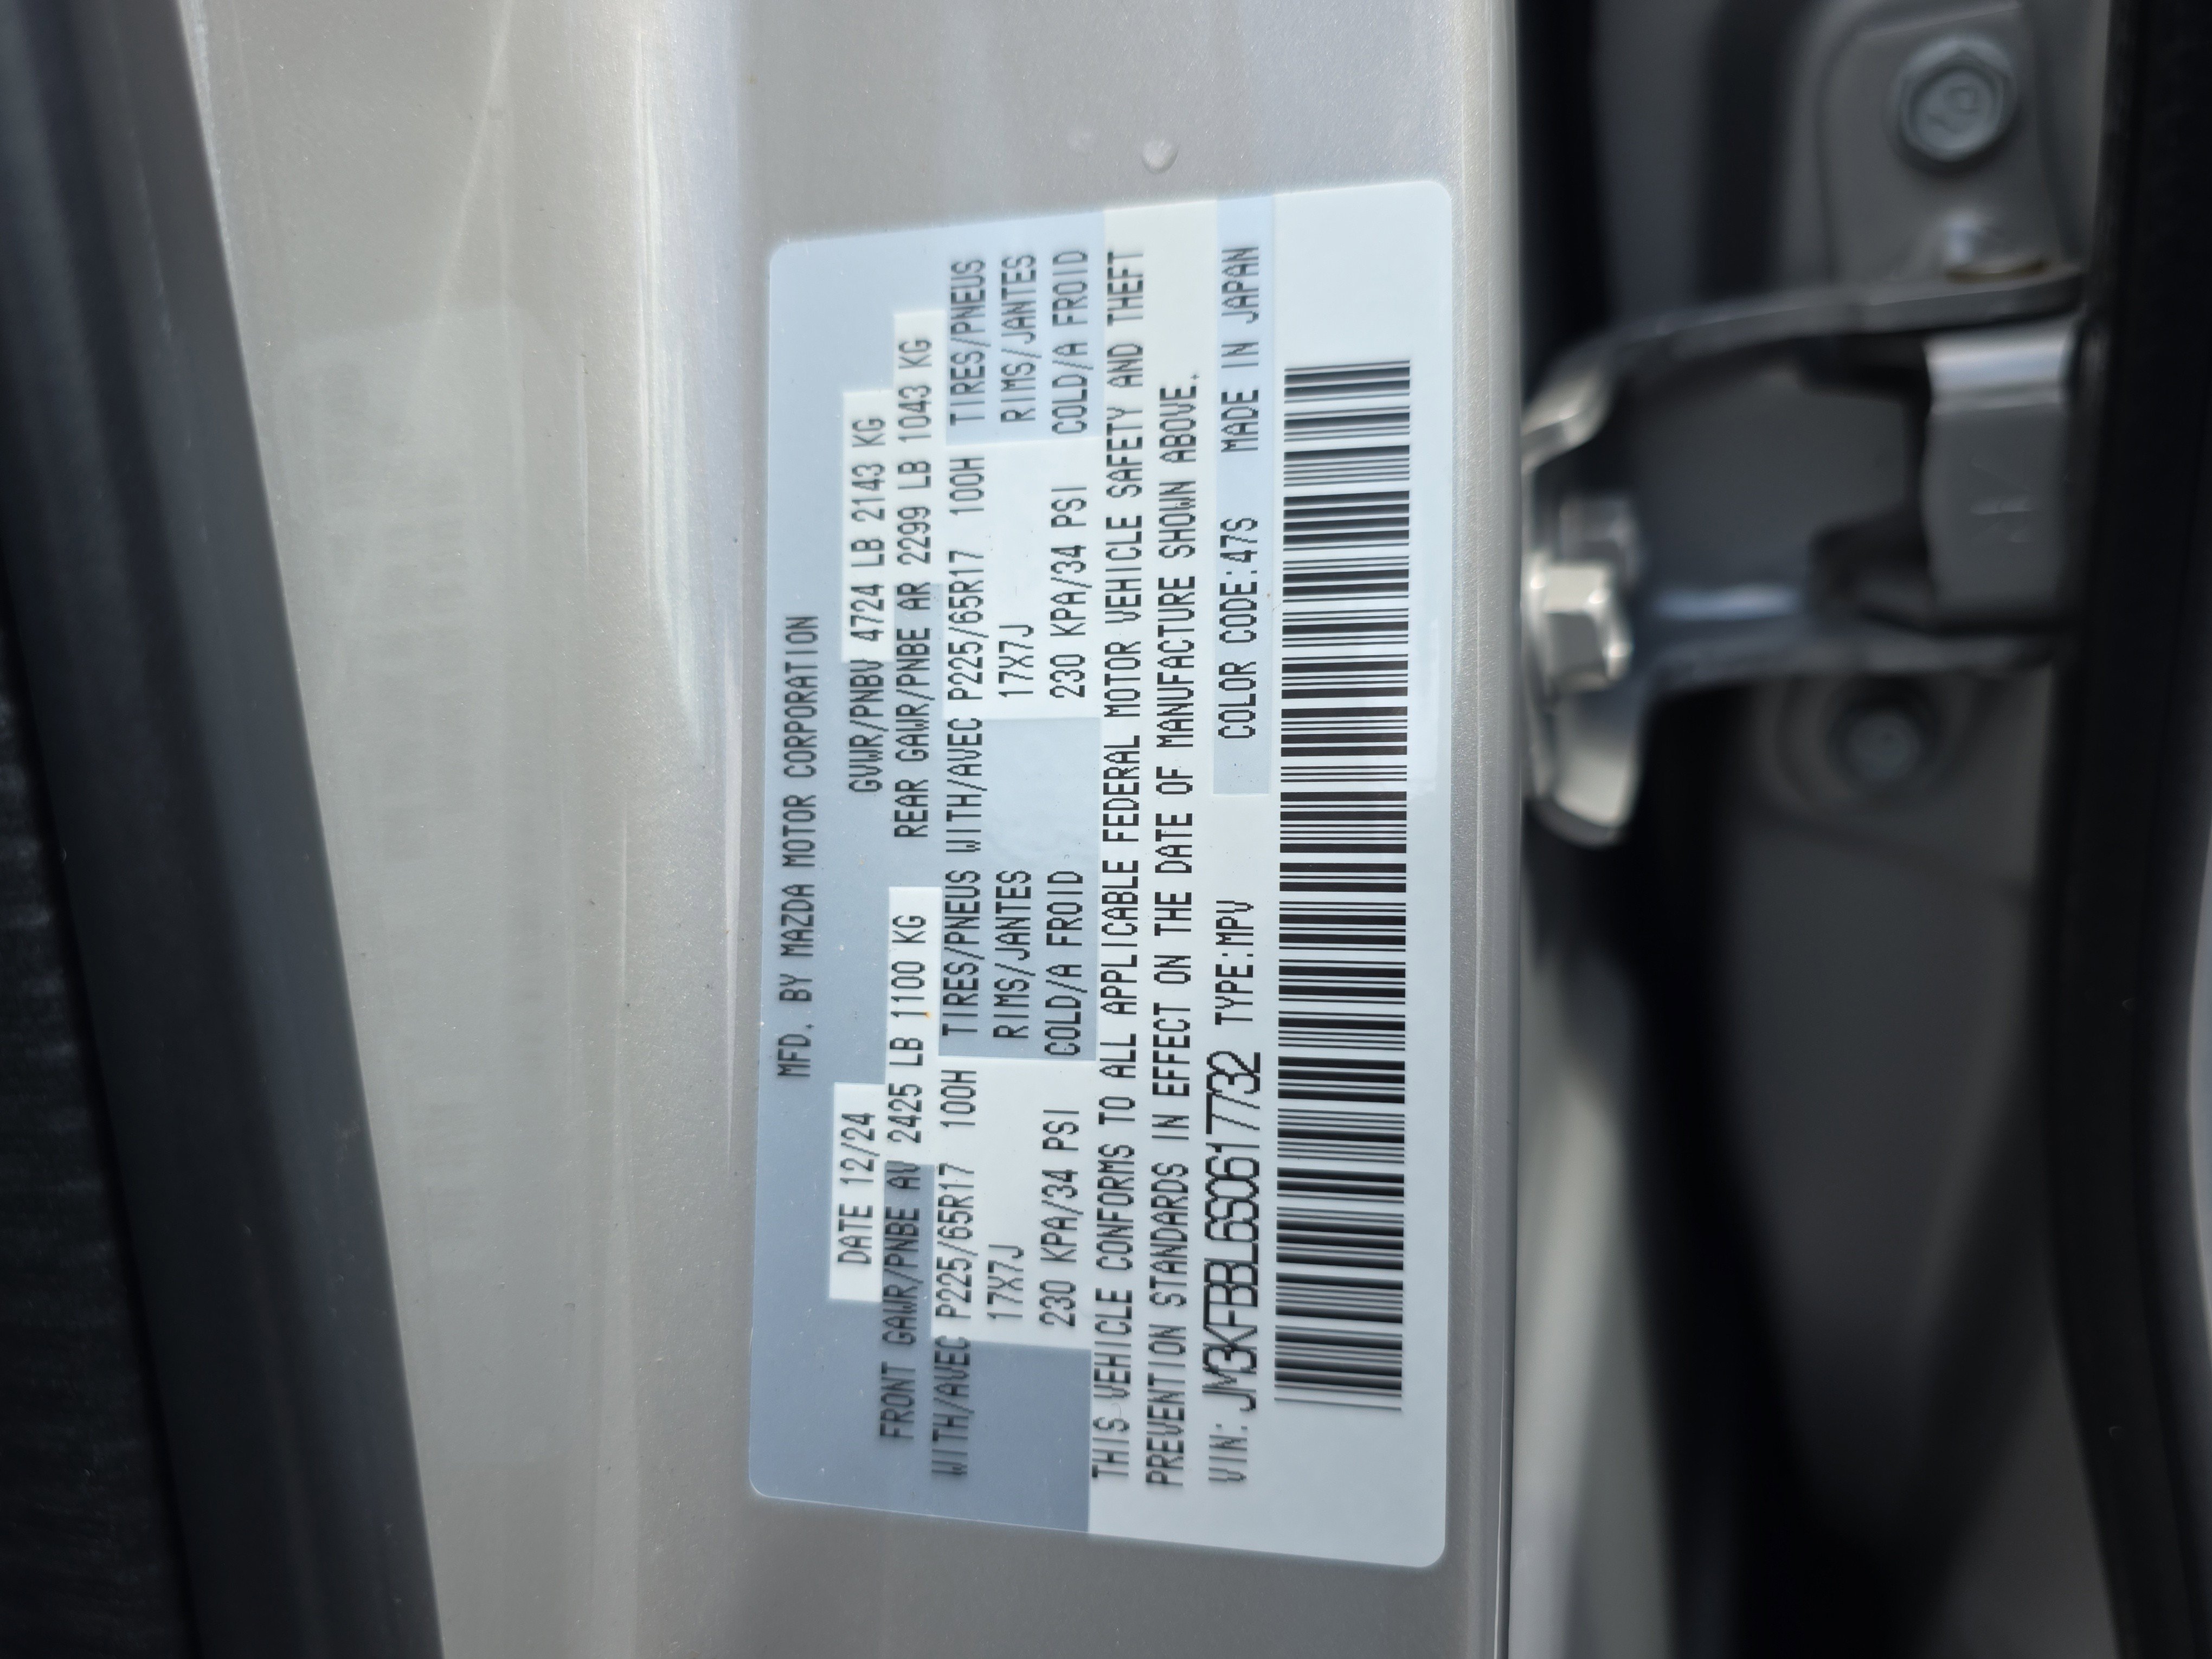 MFD. BY MAZDA MOTOR CORPORATION
DATE 12/24 GVWR/PNBV 4724 LB 2143 KG
FRONT GAWR/PNBE AV 2425 LB 1100 KG REAR GAWR/PNBE AR 2299 LB 1043 KG
WITH/AVEC P225/65R17 100H TIRES/PNEUS WITH/AVEC P225/65R17 100H TIRES/PNEUS
17X7J RIMS/JANTES 17X7J RIMS/JANTES
230 KPA/34 PSI COLD/A FROID 230 KPA/34 PSI COLD/A FROID
THIS VEHICLE CONFORMS TO ALL APPLICABLE FEDERAL MOTOR VEHICLE SAFETY AND THEFT
PREVENTION STANDARDS IN EFFECT ON THE DATE OF MANUFACTURE SHOWN ABOVE.
VIN: JM3KFBBL6S0617732 TYPE:MPV COLOR CODE:47S MADE IN JAPAN